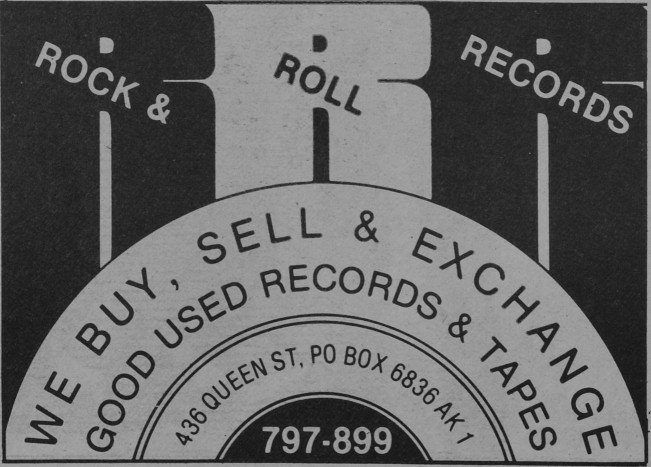 ROCK & ROLL RECORDS
WE BUY, SELL & EXCHANGE
GOOD USED RECORDS & TAPES
436 QUEEN ST, PO BOX 6836 AK 1
797-899